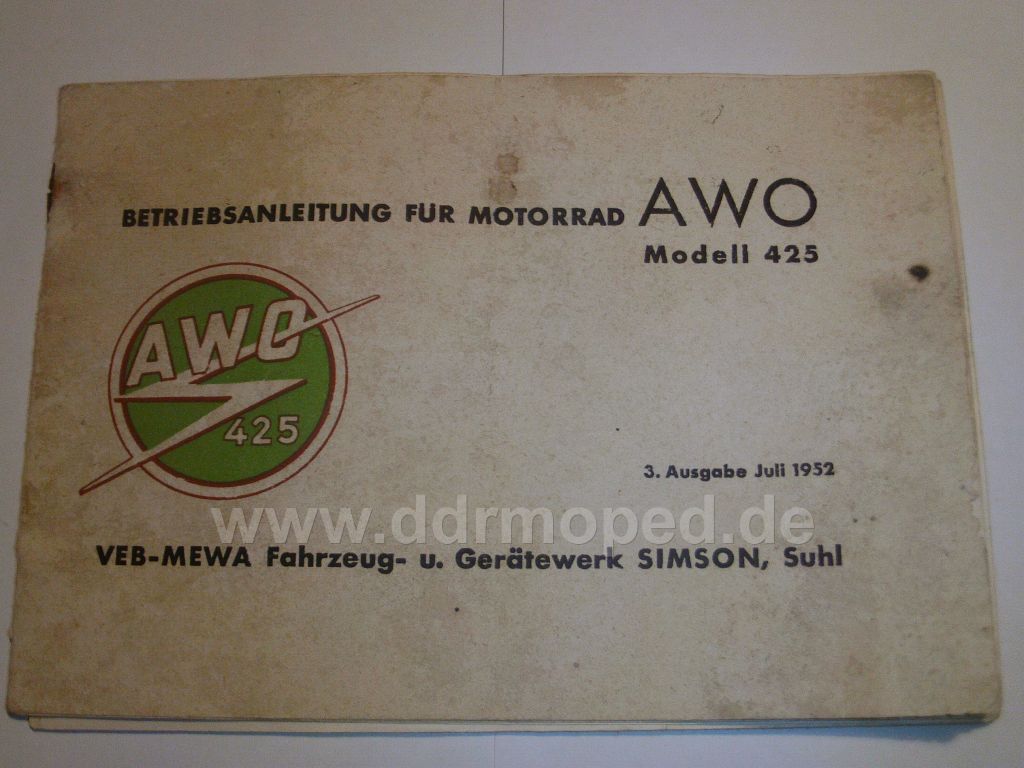 BETRIEBSANLEITUNG FÜR MOTORRAD AWO
Modell 425
AWO
425
3. Ausgabe Juli 1952
www.ddrmoped.de
VEB-MEWA Fahrzeug- u. Gerätewerk SIMSON, Suhl